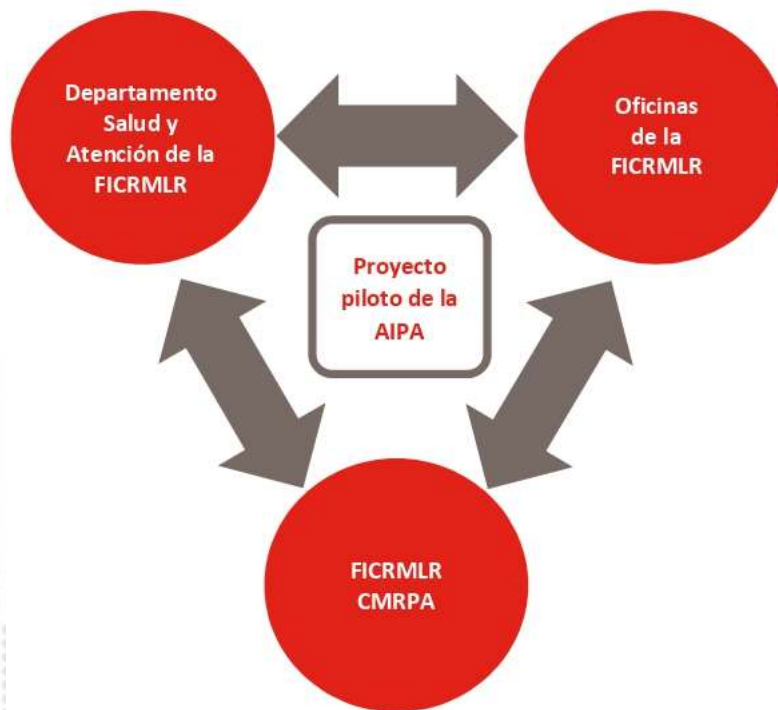 Departamento
Salud y
Atención de la
FICRMLR
Oficinas
de la
FICRMLR
Proyecto
piloto de la
AIPA
FICRMLR
CMRPA